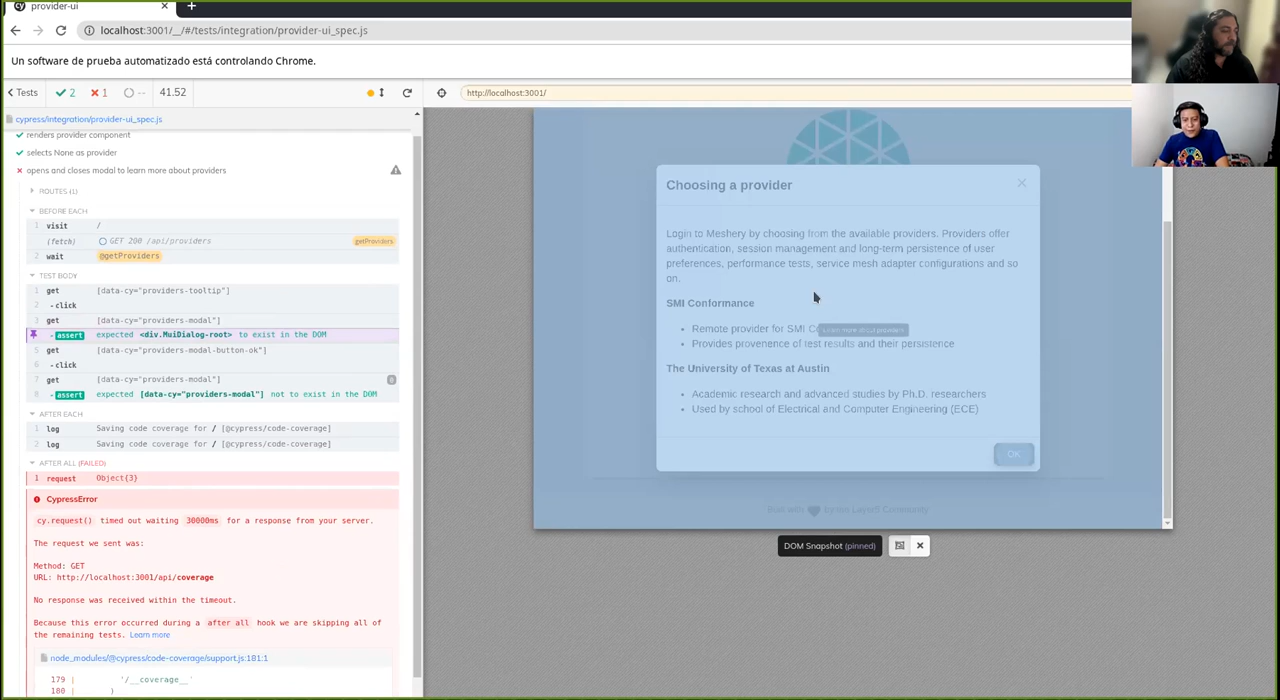 provider-ui
localhost:3001/__/#/tests/integration/provider-ui_spec.js
Un software de prueba automatizado está controlando Chrome.
Tests 2 1 -- 41.52
http://localhost:3001/
cypress/integration/provider-ui_spec.js
renders provider component
selects None as provider
opens and closes modal to learn more about providers
ROUTES (1)
BEFORE EACH
1 visit /
(fetch) GET 200 /api/providers getProviders
2 wait @getProviders
TEST BODY
1 get [data-cy="providers-tooltip"]
2 -click
3 get [data-cy="providers-modal"]
-assert expected <div.MuiDialog-root> to exist in the DOM
5 get [data-cy="providers-modal-button-ok"]
6 -click
7 get [data-cy="providers-modal"] 0
8 -assert expected [data-cy="providers-modal"] not to exist in the DOM
AFTER EACH
1 log Saving code coverage for / [@cypress/code-coverage]
2 log Saving code coverage for / [@cypress/code-coverage]
AFTER ALL (FAILED)
1 request Object{3}
CypressError
cy.request() timed out waiting 30000ms for a response from your server.
The request we sent was:
Method: GET
URL: http://localhost:3001/api/coverage
No response was received within the timeout.
Because this error occurred during a after all hook we are skipping all of
the remaining tests. Learn more
node_modules/@cypress/code-coverage/support.js:181:1
179 | '/__coverage__'
180 | )
Choosing a provider
Login to Meshery by choosing from the available providers. Providers offer
authentication, session management and long-term persistence of user
preferences, performance tests, service mesh adapter configurations and so
on.
SMI Conformance
Remote provider for SMI
Learn more about providers
Provides provenence of test results and their persistence
The University of Texas at Austin
Academic research and advanced studies by Ph.D. researchers
Used by school of Electrical and Computer Engineering (ECE)
OK
Built with by the Layer5 Community
DOM Snapshot (pinned)